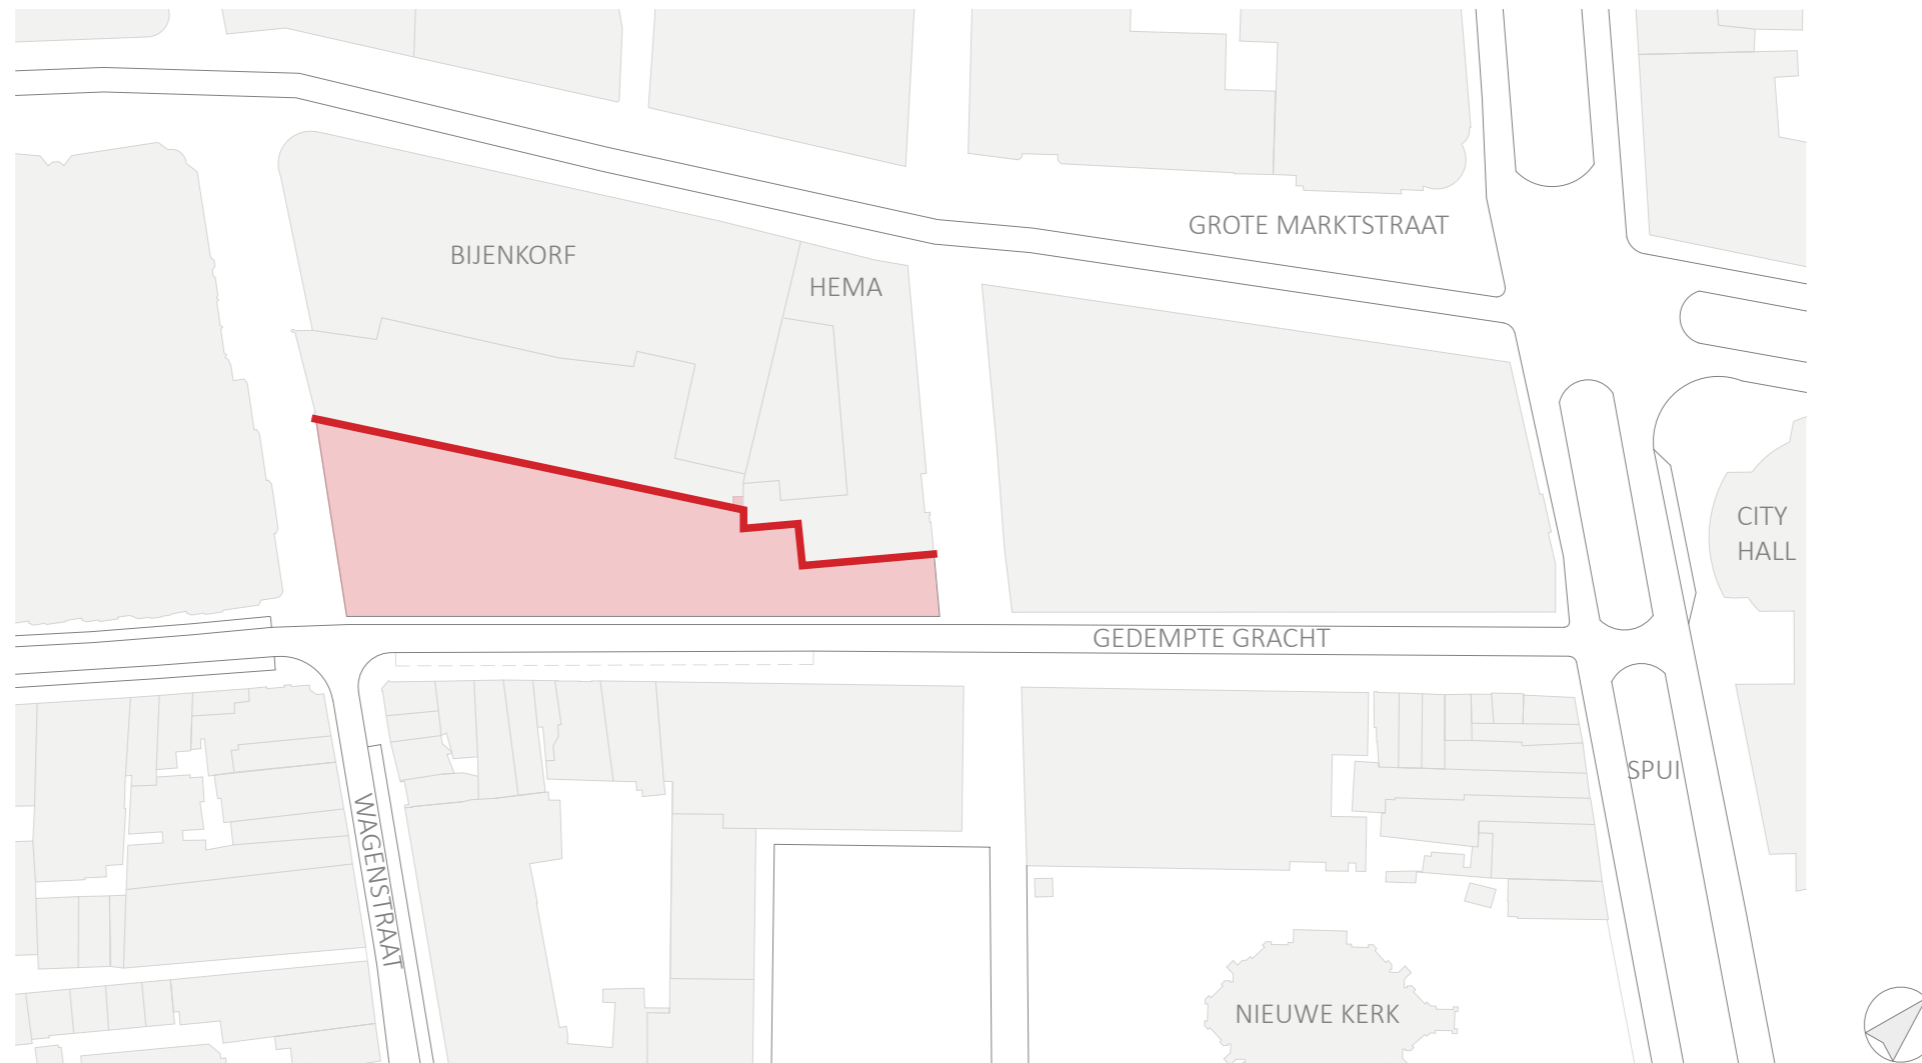 GROTE MARKTSTRAAT
BIJENKORF
HEMA
CITY
HALL
GEDEMPTE GRACHT
SPUI
WAGENSTRAAT
NIEUWE KERK